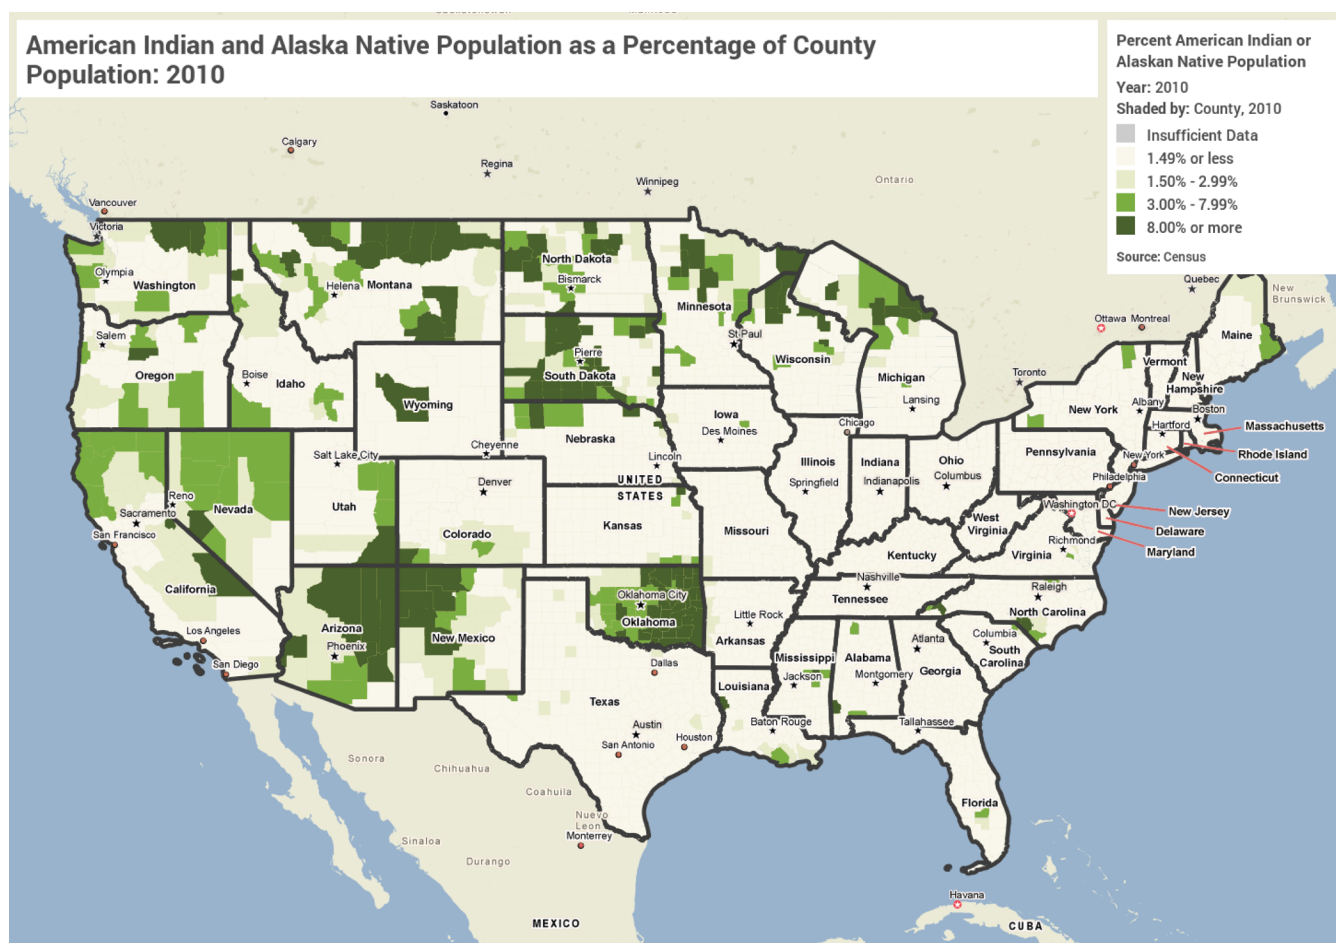 American Indian and Alaska Native Population as a Percentage of County
Population: 2010
Percent American Indian or
Alaskan Native Population
Year: 2010
Shaded by: County, 2010
Insufficient Data
1.49% or less
1.50% - 2.99%
3.00% - 7.99%
8.00% or more
Source: Census
Saskatoon
Calgary
Regina
Winnipeg
Ontario
Vancouver
Victoria
Quebec
New
Brunswick
Ottawa
Montreal
Toronto
Olympia
Washington
Helena
Montana
North Dakota
Bismarck
Minnesota
St Paul
Wisconsin
Michigan
Lansing
Maine
Vermont
New
Hampshire
New York
Albany
Boston
Hartford
Massachusetts
Rhode Island
Connecticut
Salem
Oregon
Boise
Idaho
Wyoming
Cheyenne
Pierre
South Dakota
Nebraska
Lincoln
Iowa
Des Moines
Chicago
Illinois
Springfield
Indiana
Indianapolis
Ohio
Columbus
Pennsylvania
New York
Philadelphia
New Jersey
Delaware
Maryland
Washington DC
West
Virginia
Richmond
Virginia
Salt Lake City
Utah
Reno
Nevada
Sacramento
San Francisco
California
Los Angeles
San Diego
Denver
Colorado
UNITED
STATES
Kansas
Missouri
Kentucky
Nashville
Tennessee
Raleigh
North Carolina
Columbia
South
Carolina
Arizona
Phoenix
New Mexico
Oklahoma City
Oklahoma
Little Rock
Arkansas
Dallas
Texas
Austin
San Antonio
Houston
Louisiana
Baton Rouge
Mississippi
Jackson
Alabama
Montgomery
Atlanta
Georgia
Tallahassee
Florida
Sonora
Chihuahua
Coahuila
Nuevo
Leon
Monterrey
Sinaloa
Durango
MEXICO
Havana
CUBA